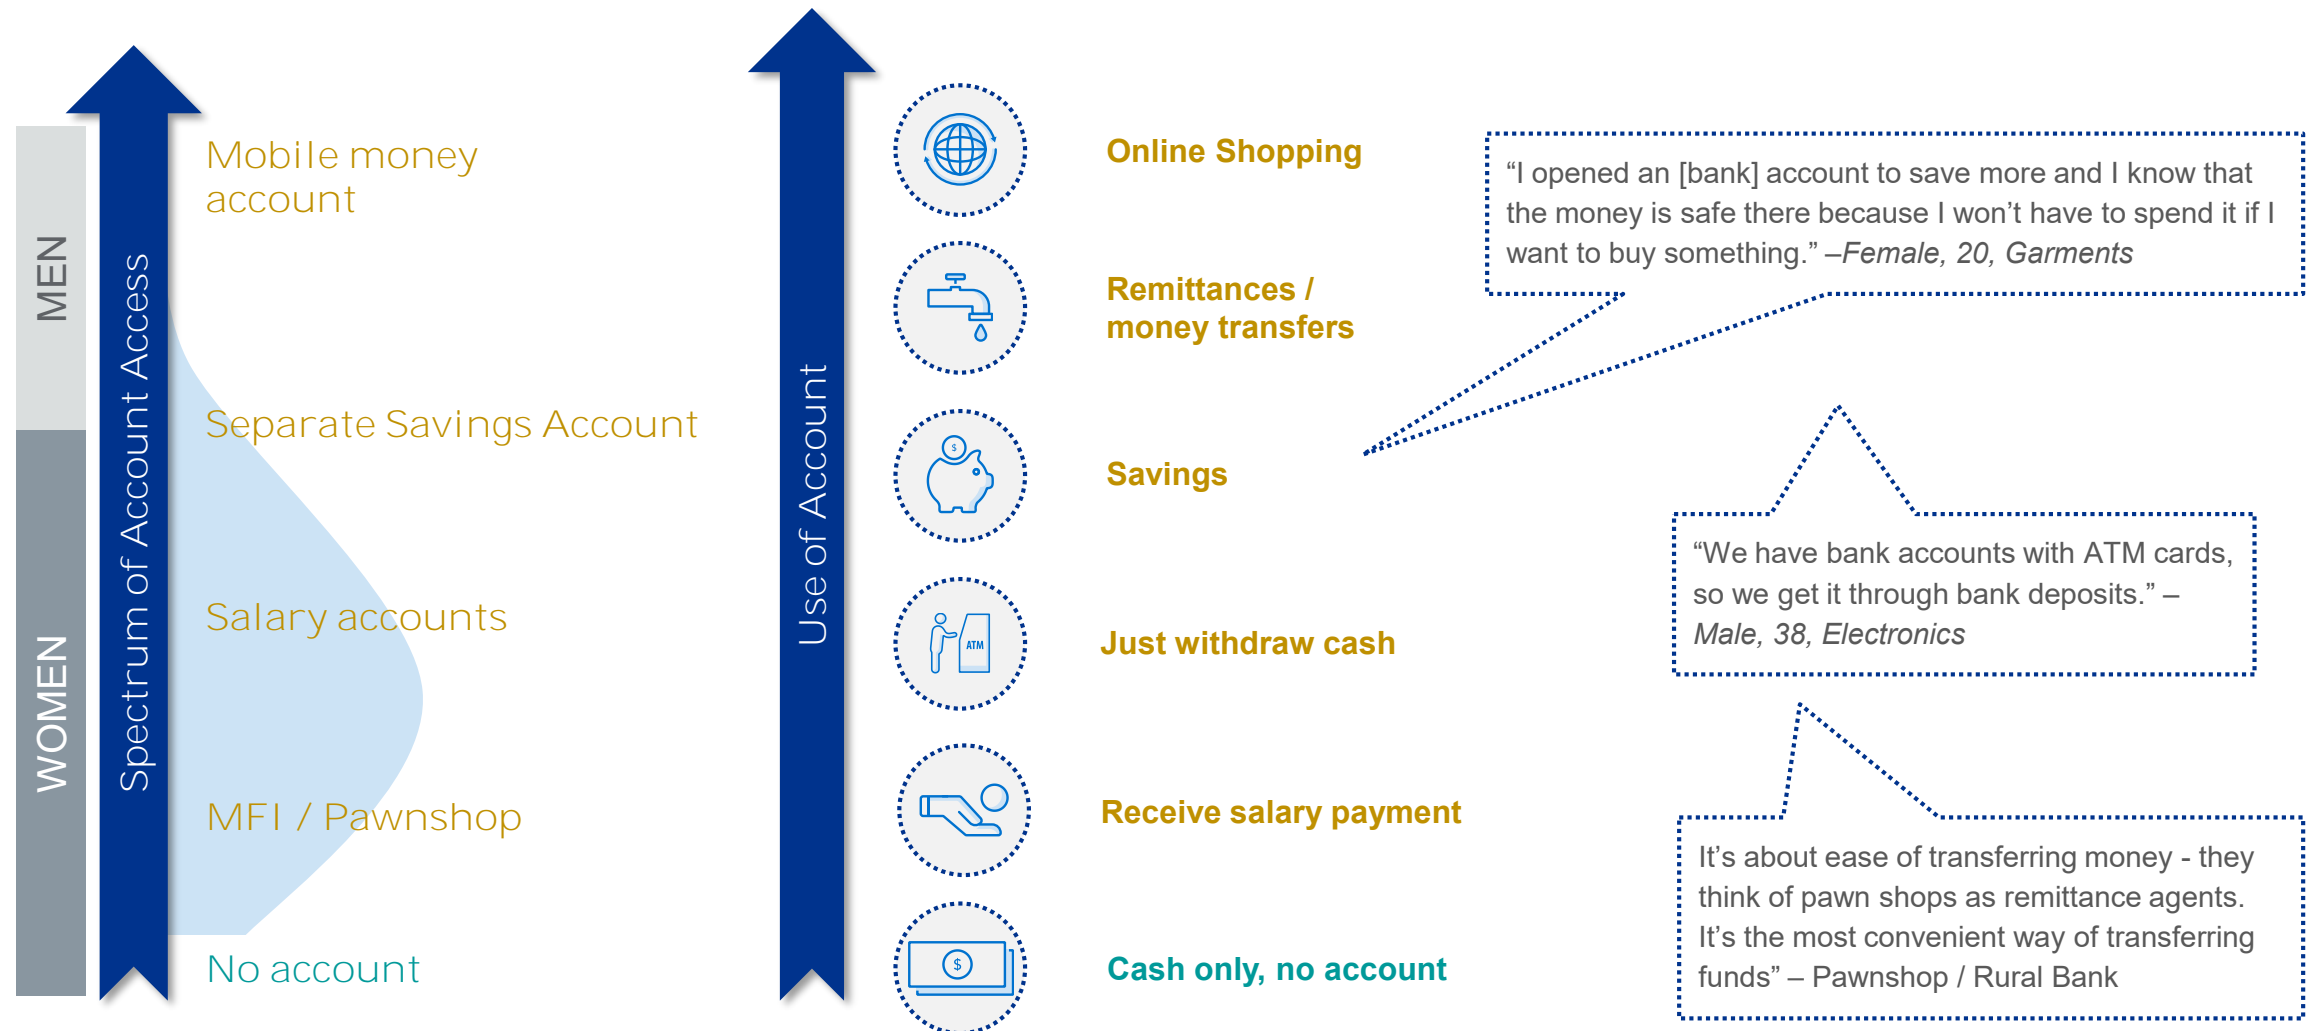 MEN
WOMEN
Spectrum of Account Access
Mobile money
account
Separate Savings Account
Salary accounts
MFI / Pawnshop
No account
Use of Account
Online Shopping
Remittances /
money transfers
Savings
$
Just withdraw cash
ATM
Receive salary payment
Cash only, no account
$
“I opened an [bank] account to save more and I know that
the money is safe there because I won’t have to spend it if I
want to buy something.” –Female, 20, Garments
“We have bank accounts with ATM cards,
so we get it through bank deposits.” –
Male, 38, Electronics
It’s about ease of transferring money - they
think of pawn shops as remittance agents.
It’s the most convenient way of transferring
funds” – Pawnshop / Rural Bank